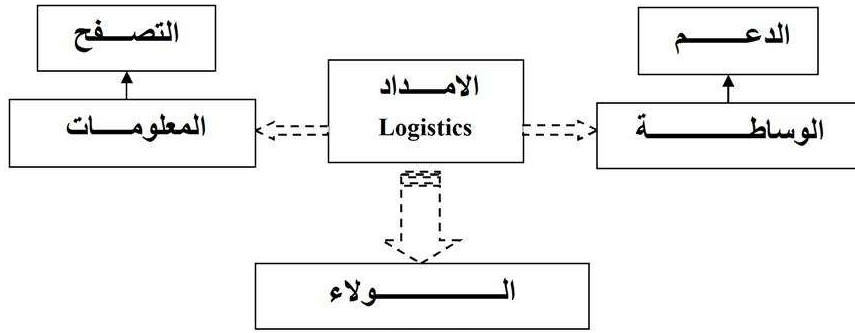 الدعم
التصفح
الامداد
Logistics
الوساطة
المعلومات
الولاء